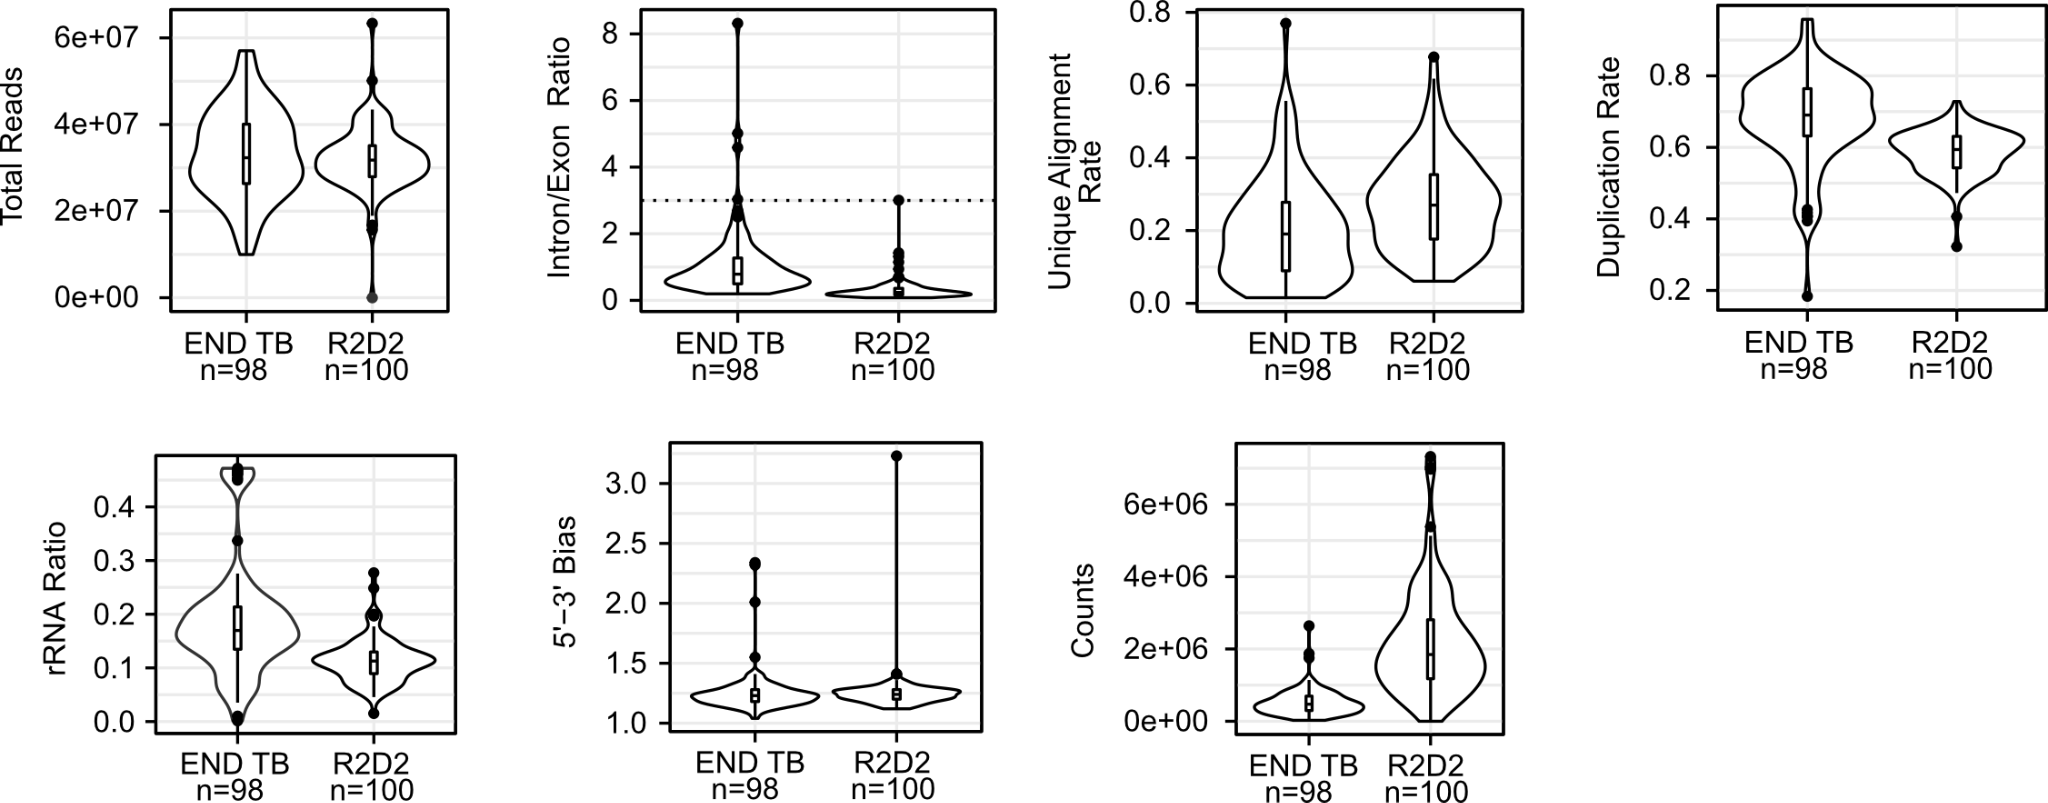 Total Reads
6e+07
4e+07
2e+07
0e+00
END TB
n=98
R2D2
n=100
Intron/Exon Ratio
8
6
4
2
0
END TB
n=98
R2D2
n=100
Unique Alignment
Rate
0.8
0.6
0.4
0.2
0.0
END TB
n=98
R2D2
n=100
Duplication Rate
0.8
0.6
0.4
0.2
END TB
n=98
R2D2
n=100
rRNA Ratio
0.4
0.3
0.2
0.1
0.0
END TB
n=98
R2D2
n=100
5'−3' Bias
3.0
2.5
2.0
1.5
1.0
END TB
n=98
R2D2
n=100
Counts
6e+06
4e+06
2e+06
0e+00
END TB
n=98
R2D2
n=100